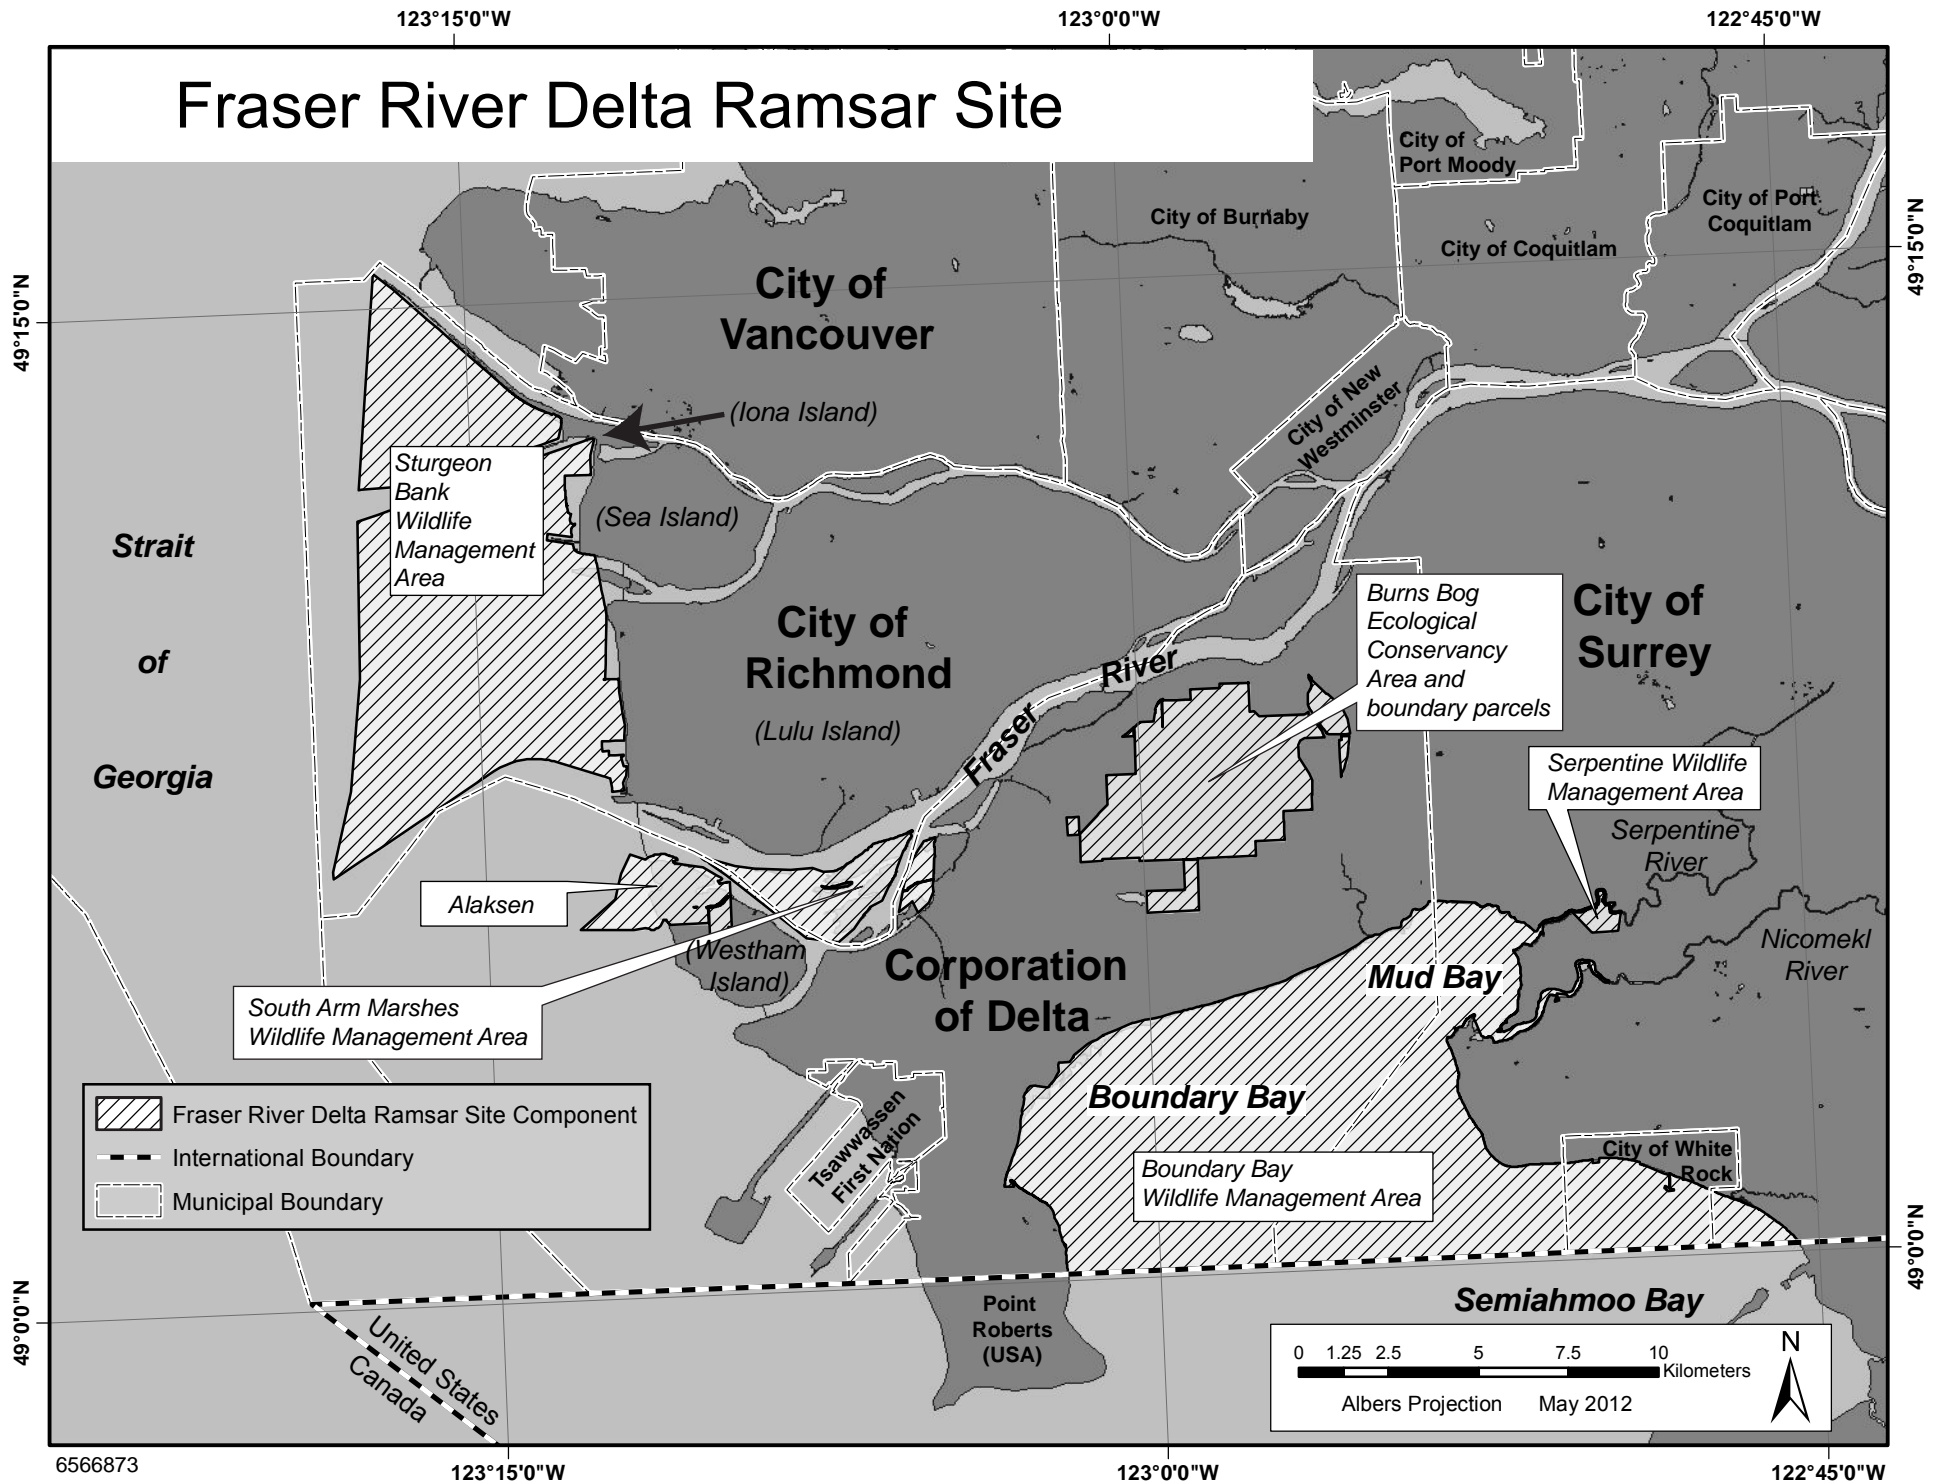 123°15'0"W
123°0'0"W
122°45'0"W
Fraser River Delta Ramsar Site
City of
Port Moody
City of Port
Coquitlam
City of Burnaby
City of Coquitlam
49°15'0"N
49°15'0"N
City of
Vancouver
City of New
Westminster
(Iona Island)
Sturgeon
Bank
Wildlife
Management
Area
(Sea Island)
Strait
of
Georgia
City of
Richmond
(Lulu Island)
Fraser
River
Burns Bog
Ecological
Conservancy
Area and
boundary parcels
City of
Surrey
Serpentine Wildlife
Management Area
Serpentine
River
Nicomekl
River
Alaksen
(Westham
Island)
South Arm Marshes
Wildlife Management Area
Corporation
of Delta
Mud Bay
Boundary Bay
Tsawwassen
First Nation
Boundary Bay
Wildlife Management Area
City of White
Rock
Fraser River Delta Ramsar Site Component
International Boundary
Municipal Boundary
49°0'0"N
49°0'0"N
Semiahmoo Bay
Point
Roberts
(USA)
United States
Canada
0 1.25 2.5 5 7.5 10
Kilometers
N
Albers Projection May 2012
6566873
123°15'0"W
123°0'0"W
122°45'0"W